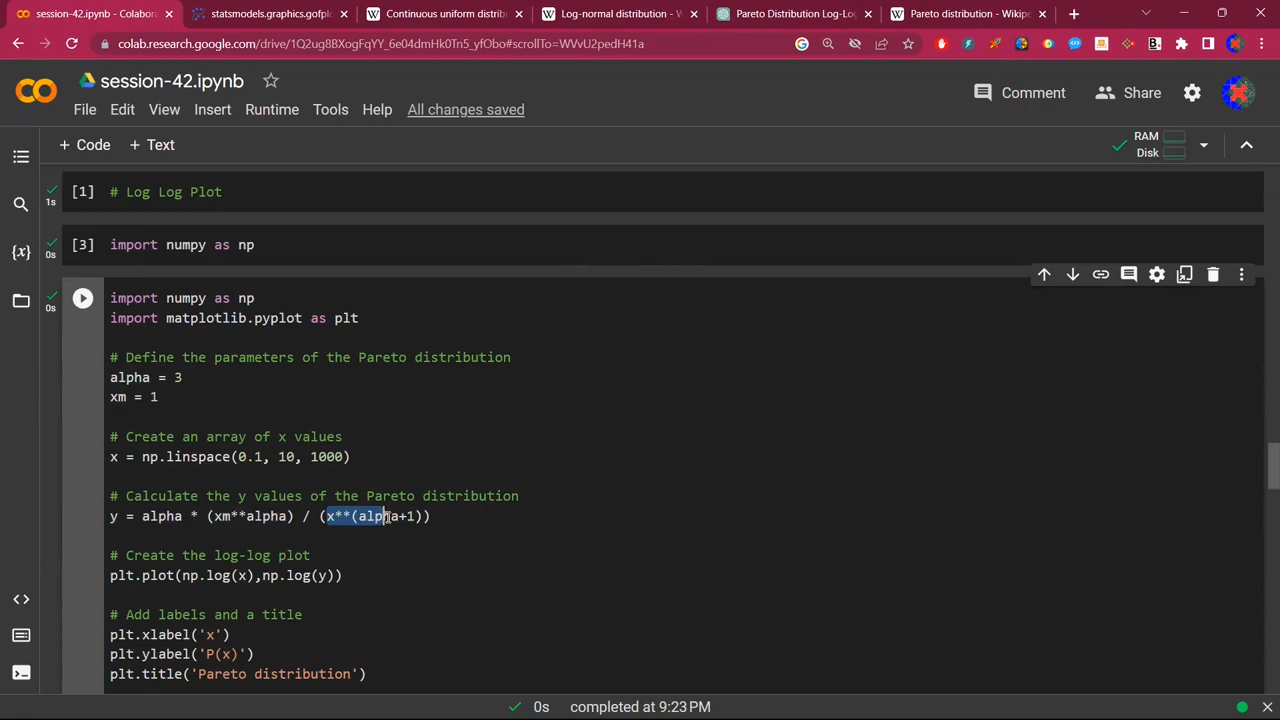 session-42.ipynb - Colabora
statsmodels.graphics.gofplo
Continuous uniform distribu
Log-normal distribution - W
Pareto Distribution Log-Log
Pareto distribution - Wikipe
colab.research.google.com/drive/1Q2ug8BXogFqYY_6e04dmHk0Tn5_yfObo#scrollTo=WVvU2pedH41a
session-42.ipynb
Comment
Share
File Edit View Insert Runtime Tools Help All changes saved
+ Code + Text
RAM
Disk
[1] # Log Log Plot
1s
[3] import numpy as np
0s
0s
import numpy as np
import matplotlib.pyplot as plt
# Define the parameters of the Pareto distribution
alpha = 3
xm = 1
# Create an array of x values
x = np.linspace(0.1, 10, 1000)
# Calculate the y values of the Pareto distribution
y = alpha * (xm**alpha) / (x**(alpha+1))
# Create the log-log plot
plt.plot(np.log(x),np.log(y))
# Add labels and a title
plt.xlabel('x')
plt.ylabel('P(x)')
plt.title('Pareto distribution')
0s completed at 9:23 PM